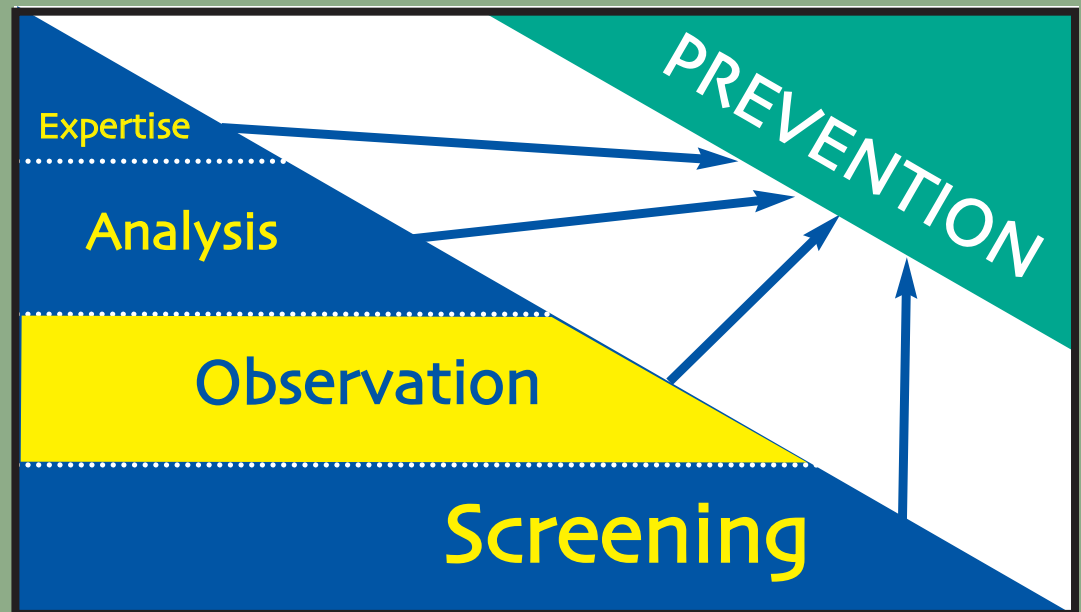 PREVENTION
Expertise
Analysis
Observation
Screening